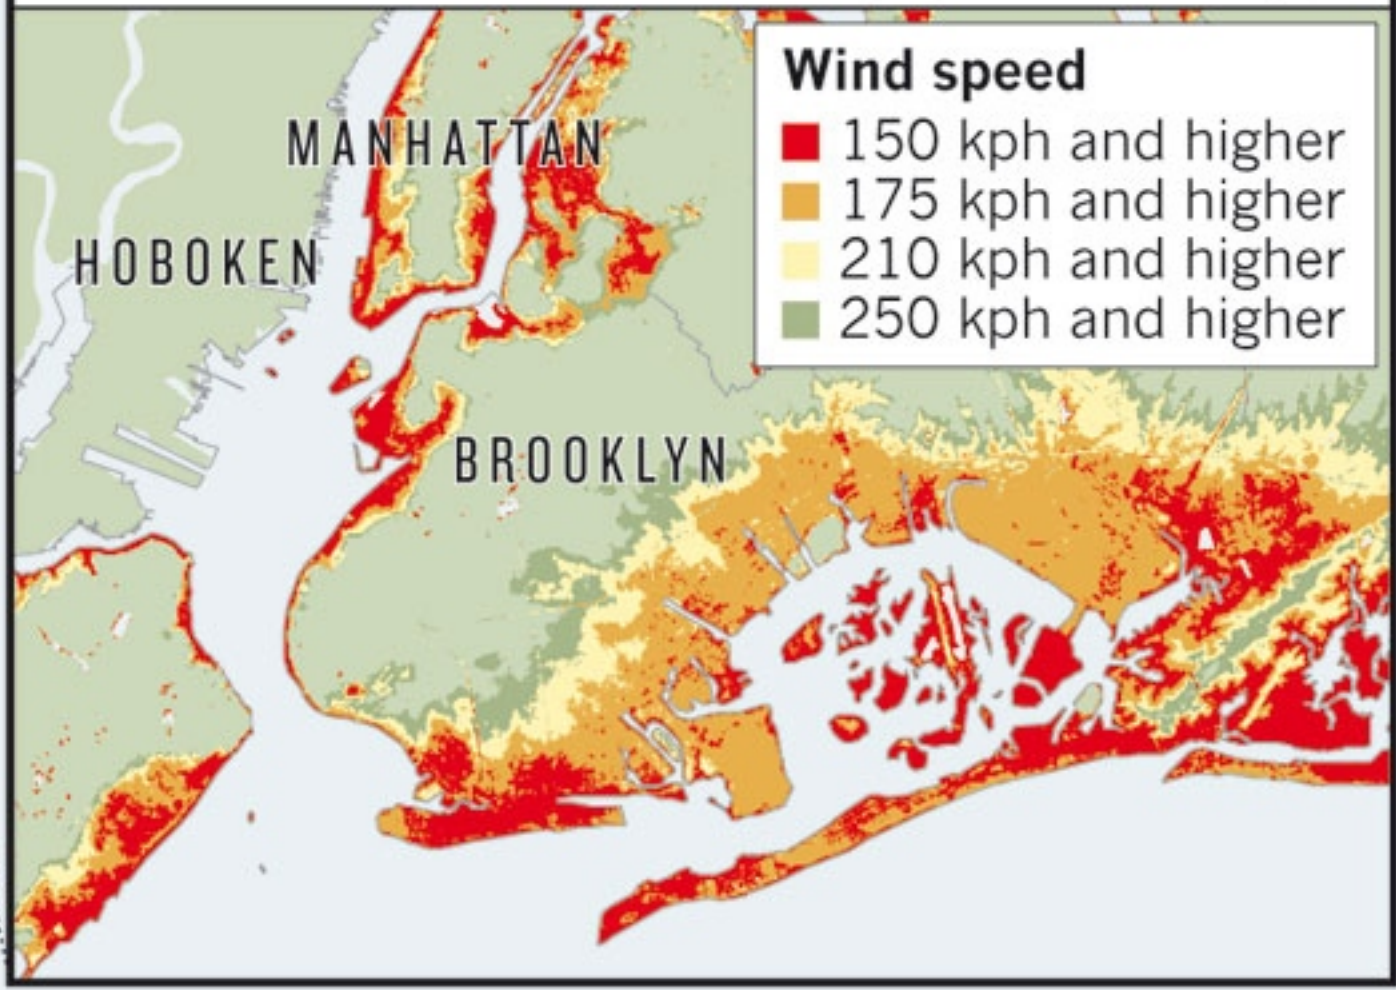 Wind speed
150 kph and higher
175 kph and higher
210 kph and higher
250 kph and higher
MANHATTAN
HOBOKEN
BROOKLYN